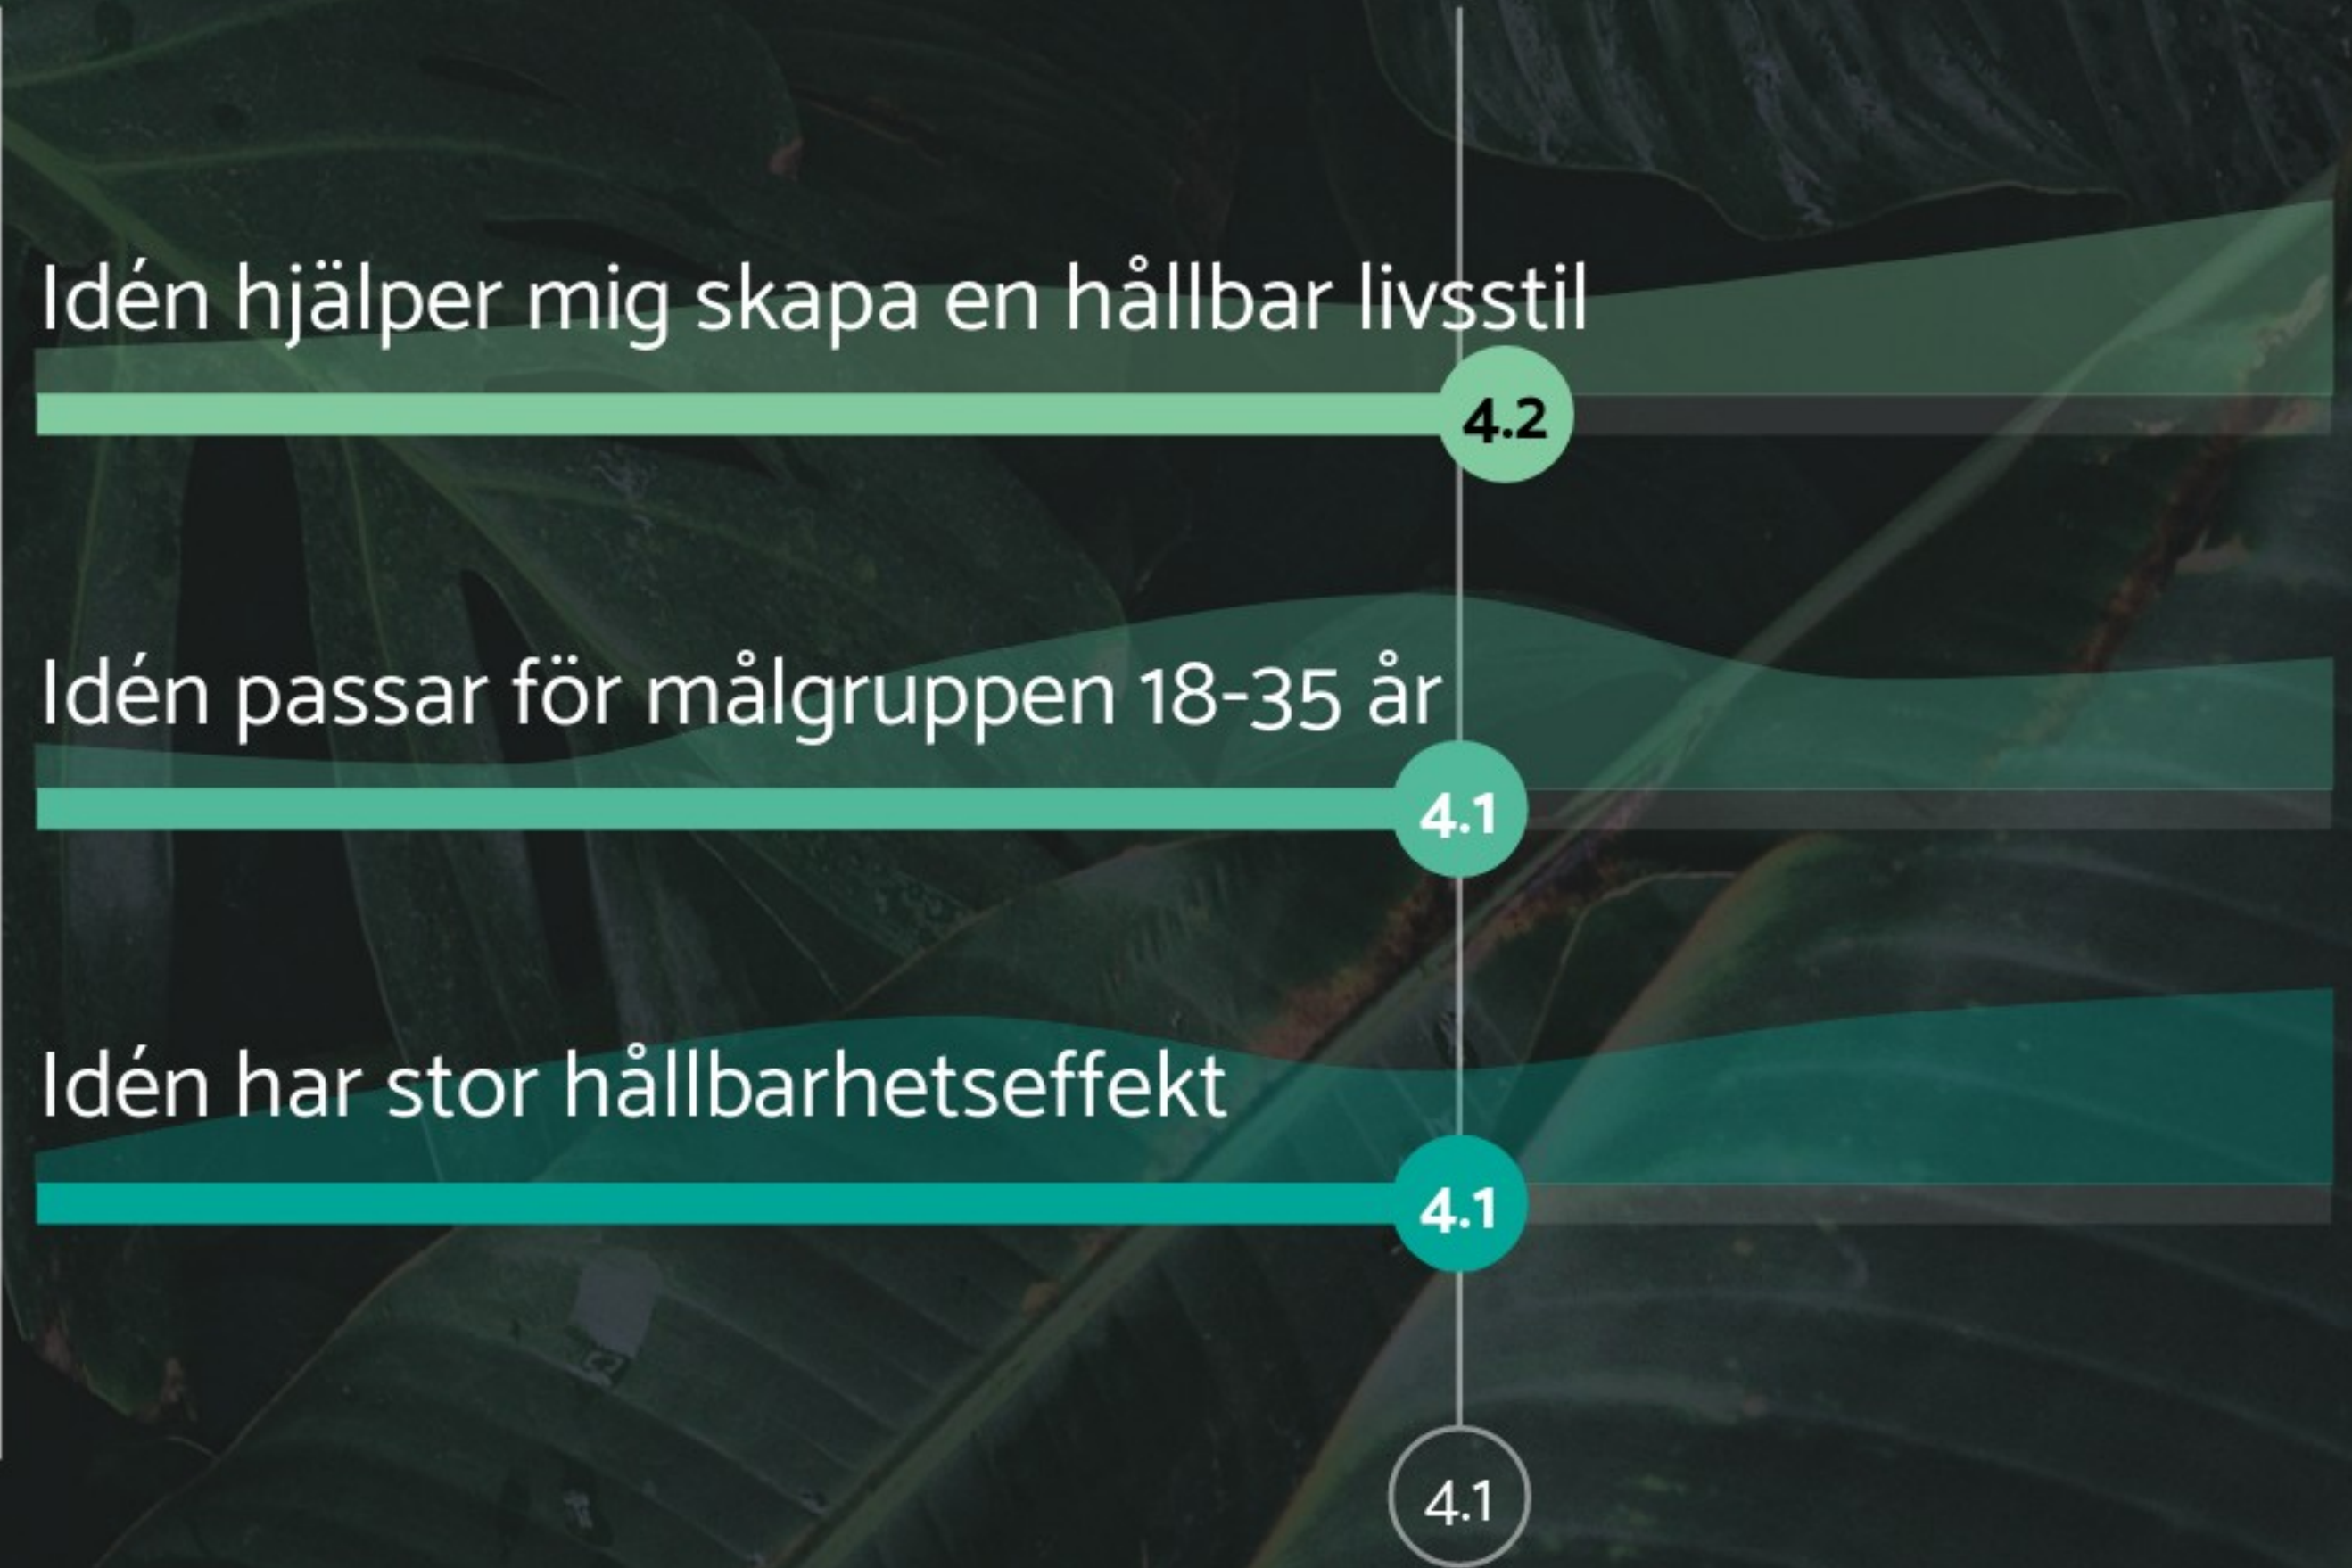 Idén hjälper mig skapa en hållbar livsstil
4.2
Idén passar för målgruppen 18-35 år
4.1
Idén har stor hållbarhetseffekt
4.1
4.1